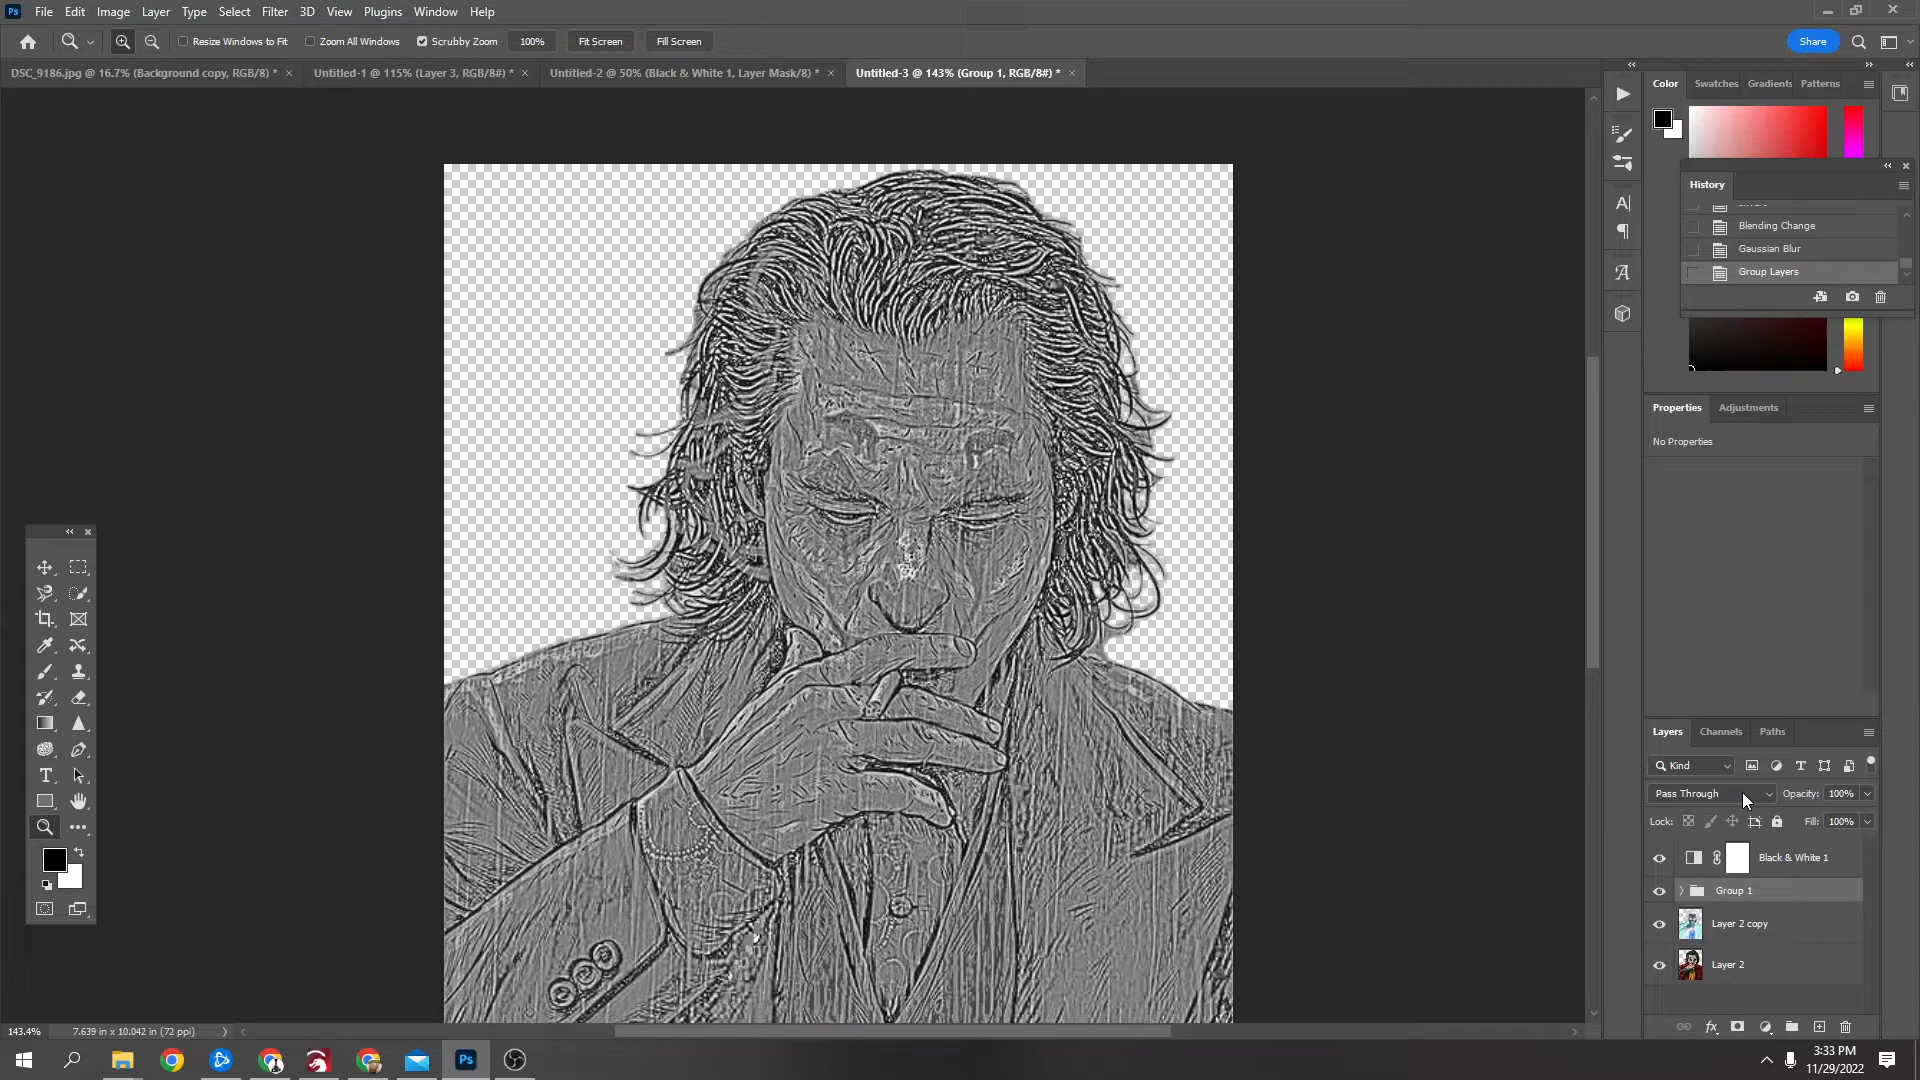 Ps File Edit Image Layer Type Select Filter 3D View Plugins Window Help
Resize Windows to Fit Zoom All Windows Scrubby Zoom 100% Fit Screen Fill Screen Share
DSC_9186.jpg @ 16.7% (Background copy, RGB/8) * × Untitled-1 @ 115% (Layer 3, RGB/8#) * × Untitled-2 @ 50% (Black & White 1, Layer Mask/8) * × Untitled-3 @ 143% (Group 1, RGB/8#) * ×
Color Swatches Gradients Patterns
History
Blending Change
Gaussian Blur
Group Layers
Properties Adjustments
No Properties
Layers Channels Paths
Kind
Pass Through Opacity: 100%
Lock: Fill: 100%
Black & White 1
Group 1
Layer 2 copy
Layer 2
143.4% 7.639 in x 10.042 in (72 ppi)
Ps
3:33 PM
11/29/2022